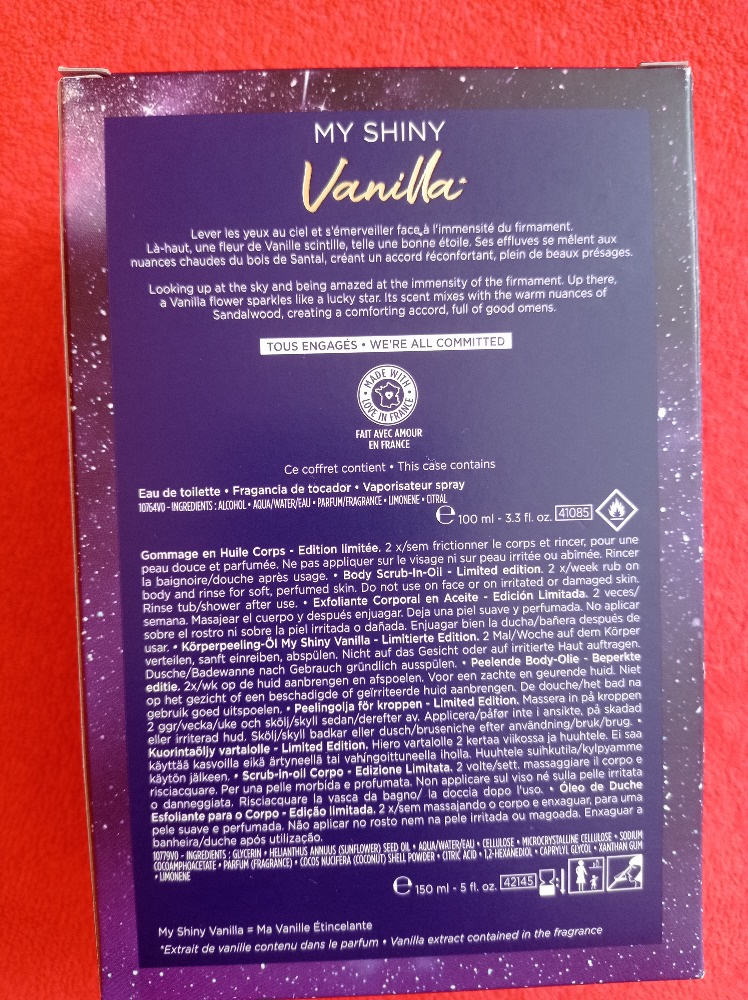 MY SHINY
Vanilla*
Lever les yeux au ciel et s'émerveiller face à l'immensité du firmament.
Là-haut, une fleur de Vanille scintille, telle une bonne étoile. Ses effluves se mêlent aux
nuances chaudes du bois de Santal, créant un accord réconfortant, plein de beaux présages.
Looking up at the sky and being amazed at the immensity of the firmament. Up there,
a Vanilla flower sparkles like a lucky star. Its scent mixes with the warm nuances of
Sandalwood, creating a comforting accord, full of good omens.
TOUS ENGAGÉS • WE'RE ALL COMMITTED
• MADE WITH •
LOVE IN FRANCE
FAIT AVEC AMOUR
EN FRANCE
Ce coffret contient • This case contains
Eau de toilette • Fragancia de tocador • Vaporisateur spray
10764V0 - INGREDIENTS : ALCOHOL • AQUA/WATER/EAU • PARFUM/FRAGRANCE • LIMONENE • CITRAL
℮ 100 ml - 3.3 fl. oz. 41085
Gommage en Huile Corps - Edition limitée. 2 x/sem frictionner le corps et rincer, pour une
peau douce et parfumée. Ne pas appliquer sur le visage ni sur peau irritée ou abîmée. Rincer
la baignoire/douche après usage. • Body Scrub-In-Oil - Limited edition. 2 x/week rub on
body and rinse for soft, perfumed skin. Do not use on face or on irritated or damaged skin.
Rinse tub/shower after use. • Exfoliante Corporal en Aceite - Edición Limitada. 2 veces/
semana. Masajear el cuerpo y después enjuagar. Deja una piel suave y perfumada. No aplicar
sobre el rostro ni sobre la piel irritada o dañada. Enjuagar bien la ducha/bañera después de
usar. • Körperpeeling-Öl My Shiny Vanilla - Limitierte Edition. 2 Mal/Woche auf dem Körper
verteilen, sanft einreiben, abspülen. Nicht auf das Gesicht oder auf irritierte Haut auftragen.
Dusche/Badewanne nach Gebrauch gründlich ausspülen. • Peelende Body-Olie - Beperkte
editie. 2x/wk op de huid aanbrengen en afspoelen. Voor een zachte en geurende huid. Niet
op het gezicht of een beschadigde of geïrriteerde huid aanbrengen. De douche/het bad na
gebruik goed uitspoelen. • Peelingolja för kroppen - Limited Edition. Massera in på kroppen
2 ggr/vecka/uke och skölj/skyll sedan/derefter av. Applicera/påfør inte i ansikte, på skadad
eller irriterad hud. Skölj/skyll badkar eller dusch/bruseniche efter användning/bruk/brug. •
Kuorintaöljy vartalolle - Limited Edition. Hiero vartalolle 2 kertaa viikossa ja huuhtele. Ei saa
käyttää kasvoilla eikä ärtyneellä tai vahingoittuneella iholla. Huuhtele suihkutila/kylpyamme
käytön jälkeen. • Scrub-in-oil Corpo - Edizione Limitata. 2 volte/sett. massaggiare il corpo e
risciacquare. Per una pelle morbida e profumata. Non applicare sul viso né sulla pelle irritata
o danneggiata. Risciacquare la vasca da bagno/ la doccia dopo l'uso. • Óleo de Duche
Esfoliante para o Corpo - Edição limitada. 2 x/sem massajando o corpo e enxaguar, para uma
pele suave e perfumada. Não aplicar no rosto nem na pele irritada ou magoada. Enxaguar a
banheira/duche após utilização.
10779V0 - INGREDIENTS : GLYCERIN • HELIANTHUS ANNUUS (SUNFLOWER) SEED OIL • AQUA/WATER/EAU • CELLULOSE • MICROCRYSTALLINE CELLULOSE • SODIUM
COCOAMPHOACETATE • PARFUM (FRAGRANCE) • COCOS NUCIFERA (COCONUT) SHELL POWDER • CITRIC ACID • 1,2-HEXANEDIOL • CAPRYLYL GLYCOL • XANTHAN GUM
• LIMONENE
℮ 150 ml - 5 fl. oz. 42145
My Shiny Vanilla = Ma Vanille Étincelante
*Extrait de vanille contenu dans le parfum • Vanilla extract contained in the fragrance